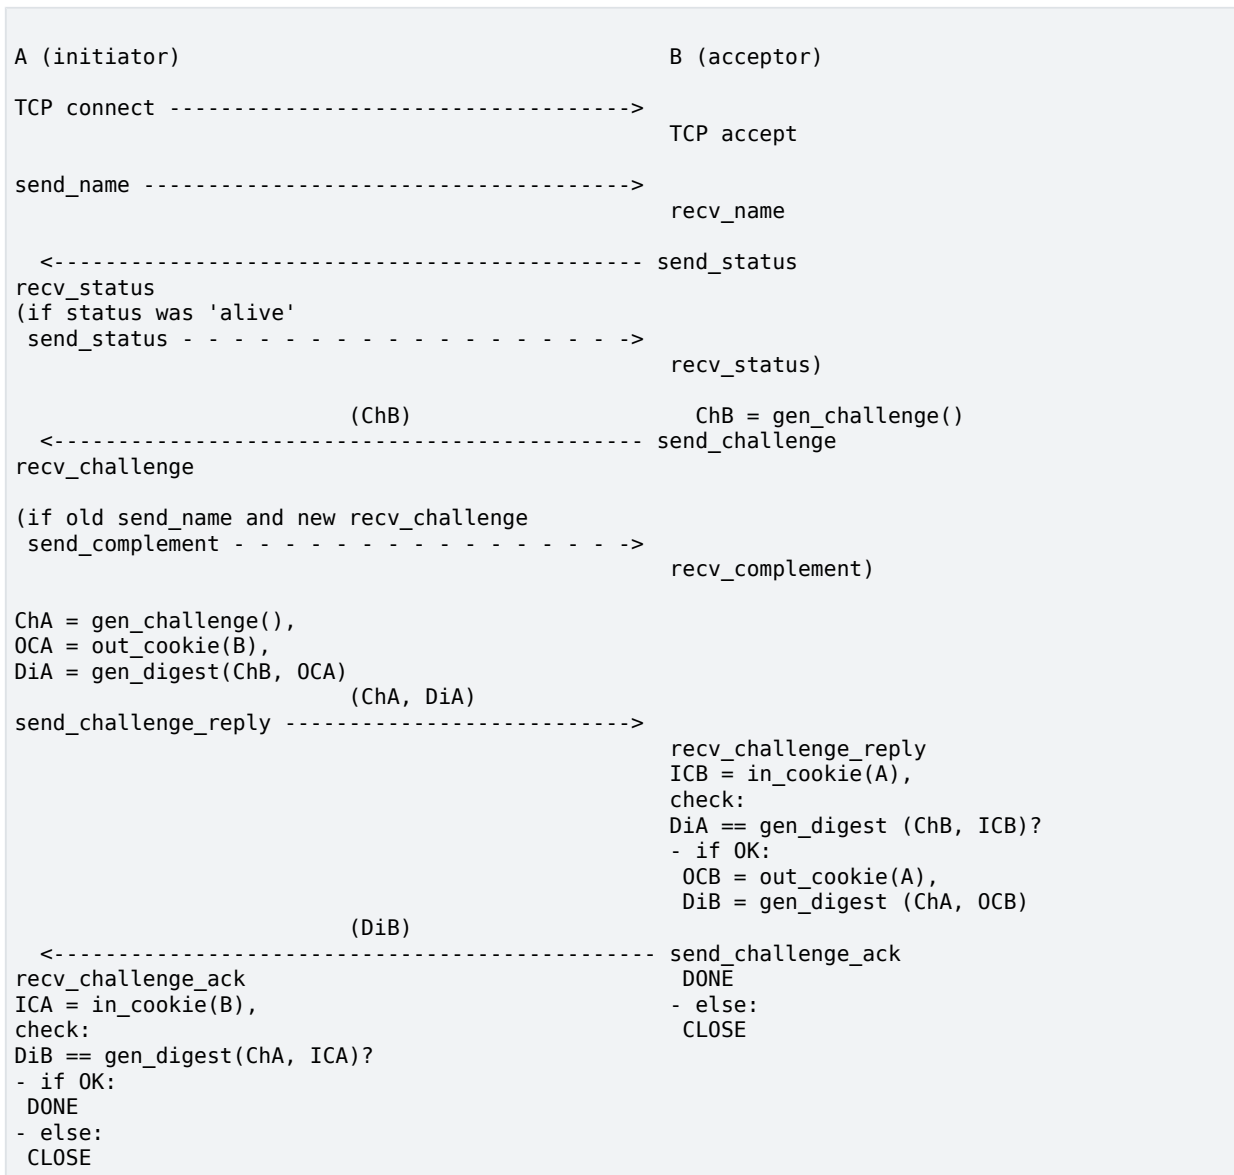 A (initiator)                                      B (acceptor)
TCP connect ------------------------------------>
                                                   TCP accept
send_name -------------------------------------->
                                                   recv_name
  <---------------------------------------------- send_status
recv_status
(if status was 'alive'
 send_status - - - - - - - - - - - - - - - - - ->
                                                   recv_status)
                          (ChB)                      ChB = gen_challenge()
  <---------------------------------------------- send_challenge
recv_challenge
(if old send_name and new recv_challenge
 send_complement - - - - - - - - - - - - - - - ->
                                                   recv_complement)
ChA = gen_challenge(),
OCA = out_cookie(B),
DiA = gen_digest(ChB, OCA)
                          (ChA, DiA)
send_challenge_reply --------------------------->
                                                   recv_challenge_reply
                                                   ICB = in_cookie(A),
                                                   check:
                                                   DiA == gen_digest (ChB, ICB)?
                                                   - if OK:
                                                    OCB = out_cookie(A),
                                                    DiB = gen_digest (ChA, OCB)
                          (DiB)
  <----------------------------------------------- send_challenge_ack
recv_challenge_ack                                  DONE
ICA = in_cookie(B),                                - else:
check:                                              CLOSE
DiB == gen_digest(ChA, ICA)?
- if OK:
 DONE
- else:
 CLOSE